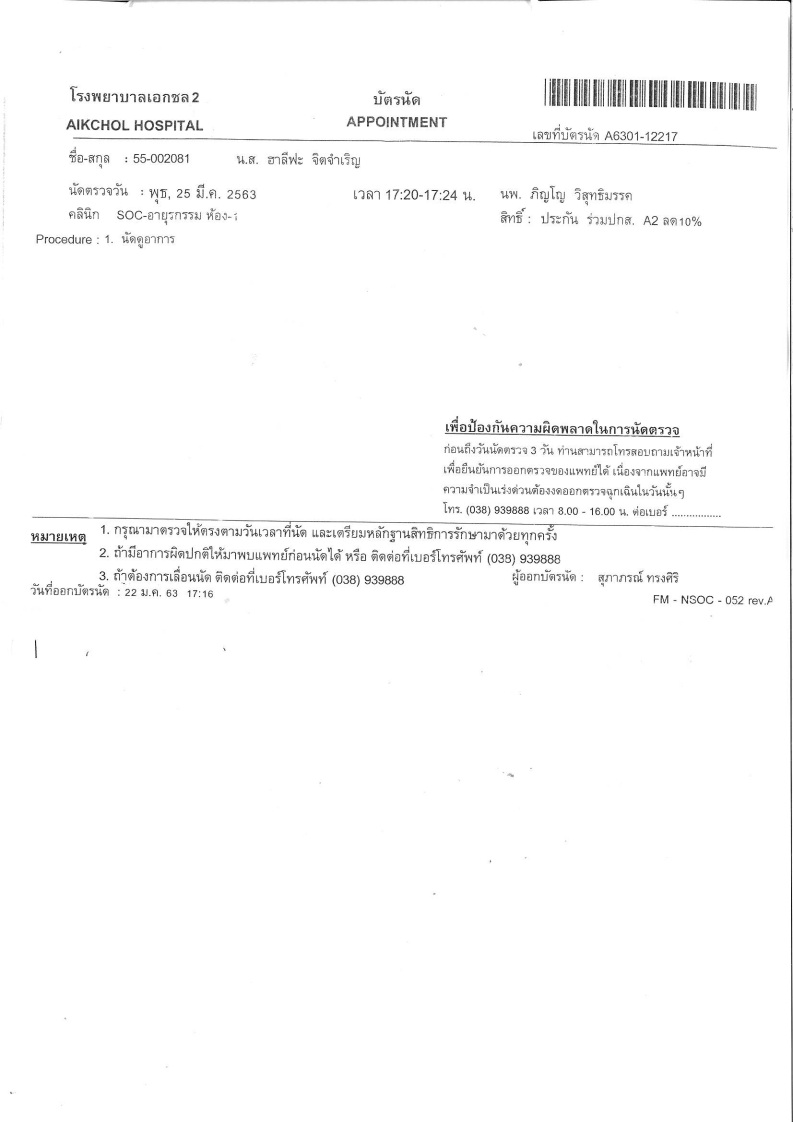 โรงพยาบาลเอกชล 2
บัตรนัด
AIKCHOL HOSPITAL
APPOINTMENT
เลขที่บัตรนัด A6301-12217
ชื่อ-สกุล : 55-002081 น.ส. ฮาลีฟะ จิตจำเริญ
นัดตรวจวัน : พุธ, 25 มี.ค. 2563 เวลา 17:20-17:24 น. นพ. ภิญโญ วิสุทธิมรรค
คลินิก SOC-อายุรกรรม ห้อง-1 สิทธิ์ : ประกัน ร่วมปกส. A2 ลด10%
Procedure : 1. นัดดูอาการ
เพื่อป้องกันความผิดพลาดในการนัดตรวจ
ก่อนถึงวันนัดตรวจ 3 วัน ท่านสามารถโทรสอบถามเจ้าหน้าที่
เพื่อยืนยันการออกตรวจของแพทย์ได้ เนื่องจากแพทย์อาจมี
ความจำเป็นเร่งด่วนต้องงดออกตรวจฉุกเฉินในวันนั้นๆ
โทร. (038) 939888 เวลา 8.00 - 16.00 น. ต่อเบอร์ .................
หมายเหตุ 1. กรุณามาตรวจให้ตรงตามวันเวลาที่นัด และเตรียมหลักฐานสิทธิการรักษามาด้วยทุกครั้ง
2. ถ้ามีอาการผิดปกติให้มาพบแพทย์ก่อนนัดได้ หรือ ติดต่อที่เบอร์โทรศัพท์ (038) 939888
3. ถ้าต้องการเลื่อนนัด ติดต่อที่เบอร์โทรศัพท์ (038) 939888 ผู้ออกบัตรนัด : สุภาภรณ์ ทรงศิริ
วันที่ออกบัตรนัด : 22 ม.ค. 63 17:16
FM - NSOC - 052 rev.A